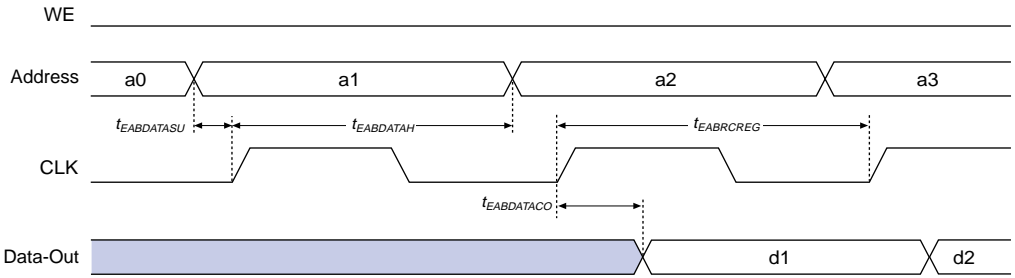 WE
Address a0 a1 a2 a3
tEABDATASU tEABDATAH tEABRCREG
CLK
tEABDATACO
Data-Out d1 d2